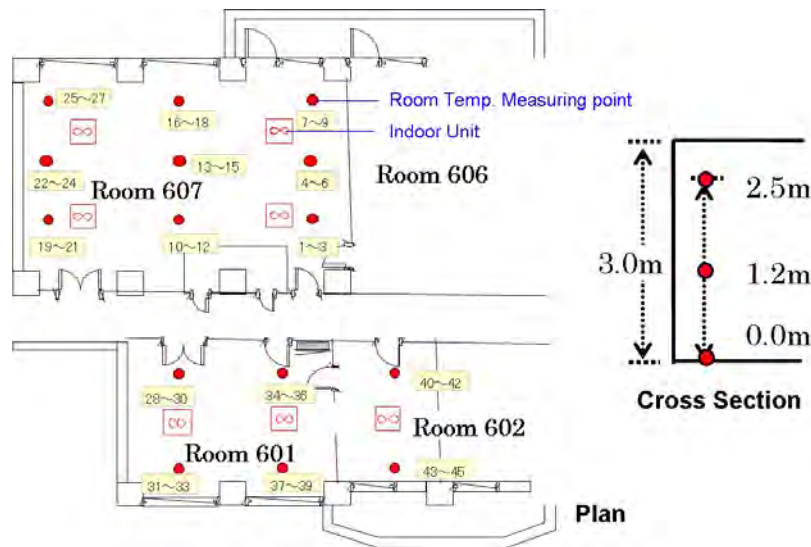 25～27
16～18
7～9
Room Temp. Measuring point
Indoor Unit
22～24
13～15
4～6
Room 607
Room 606
19～21
10～12
1～3
28～30
34～36
40～42
Room 601
Room 602
31～33
37～39
43～45
Plan
3.0m
2.5m
1.2m
0.0m
Cross Section